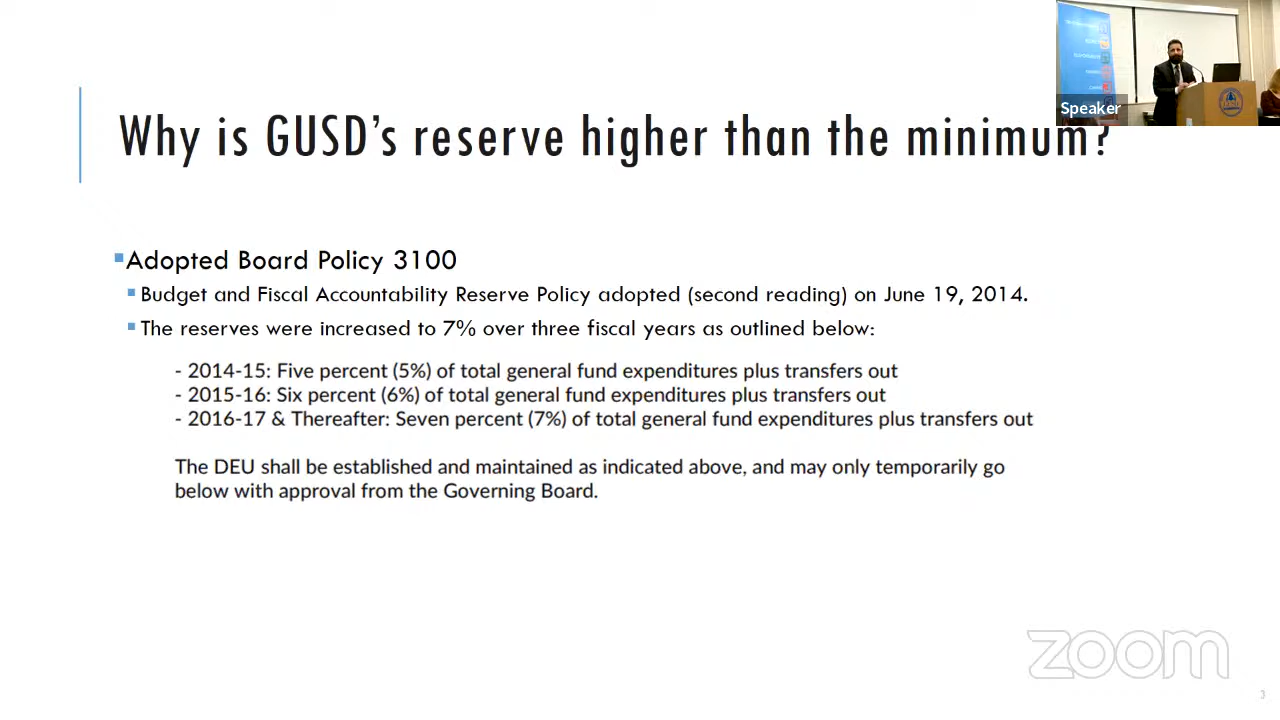 Speaker
Why is GUSD's reserve higher than the minimum?
▪Adopted Board Policy 3100
▪ Budget and Fiscal Accountability Reserve Policy adopted (second reading) on June 19, 2014.
▪ The reserves were increased to 7% over three fiscal years as outlined below:
- 2014-15: Five percent (5%) of total general fund expenditures plus transfers out
- 2015-16: Six percent (6%) of total general fund expenditures plus transfers out
- 2016-17 & Thereafter: Seven percent (7%) of total general fund expenditures plus transfers out
The DEU shall be established and maintained as indicated above, and may only temporarily go
below with approval from the Governing Board.
zoom
3